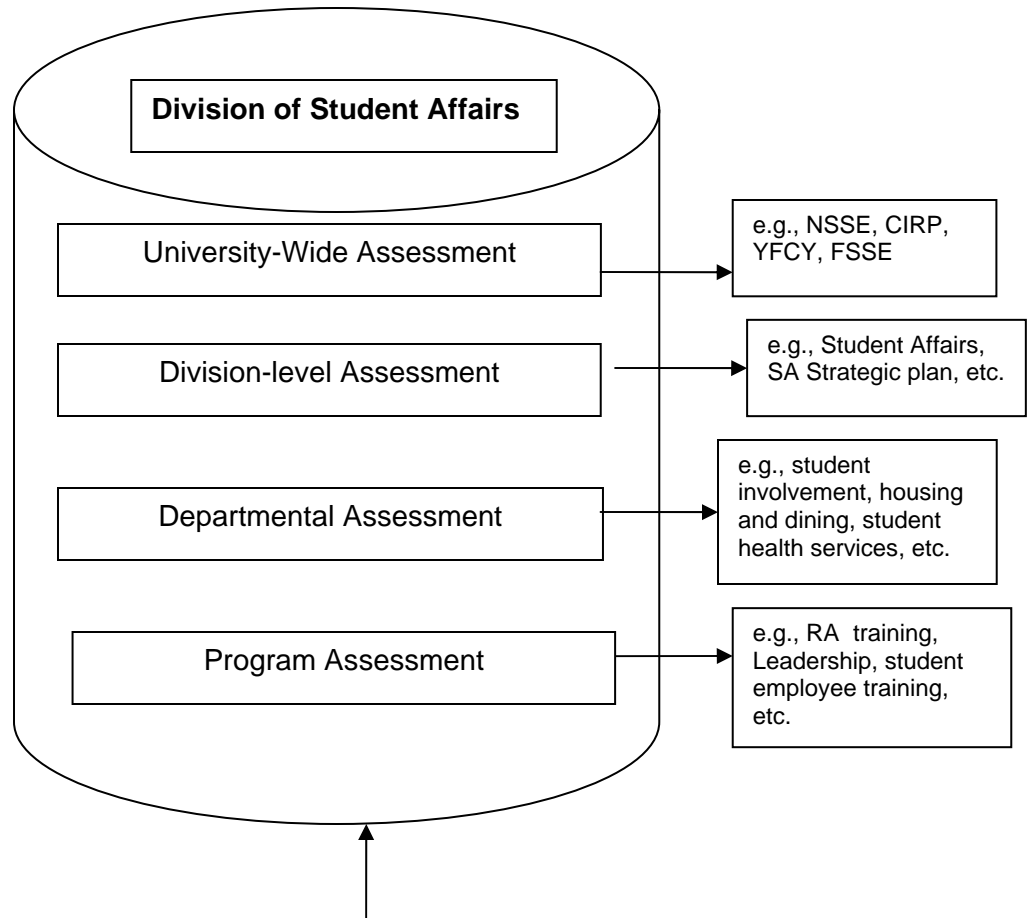 Division of Student Affairs
University-Wide Assessment
e.g., NSSE, CIRP,
YFCY, FSSE
Division-level Assessment
e.g., Student Affairs,
SA Strategic plan, etc.
Departmental Assessment
e.g., student
involvement, housing
and dining, student
health services, etc.
Program Assessment
e.g., RA  training,
Leadership, student
employee training,
etc.